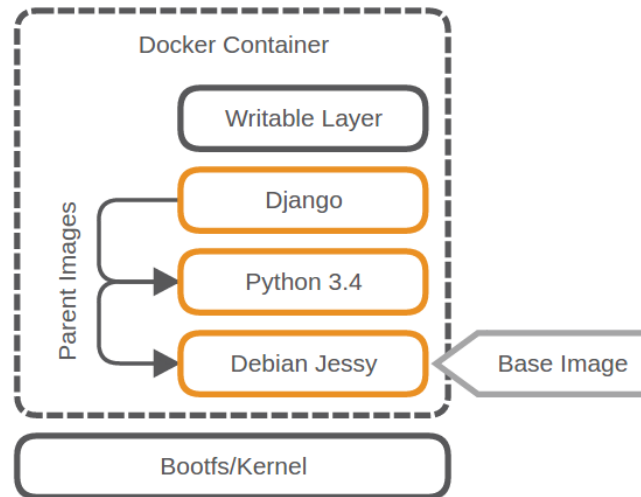 Docker Container
Writable Layer
Django
Parent Images
Python 3.4
Debian Jessy
Base Image
Bootfs/Kernel